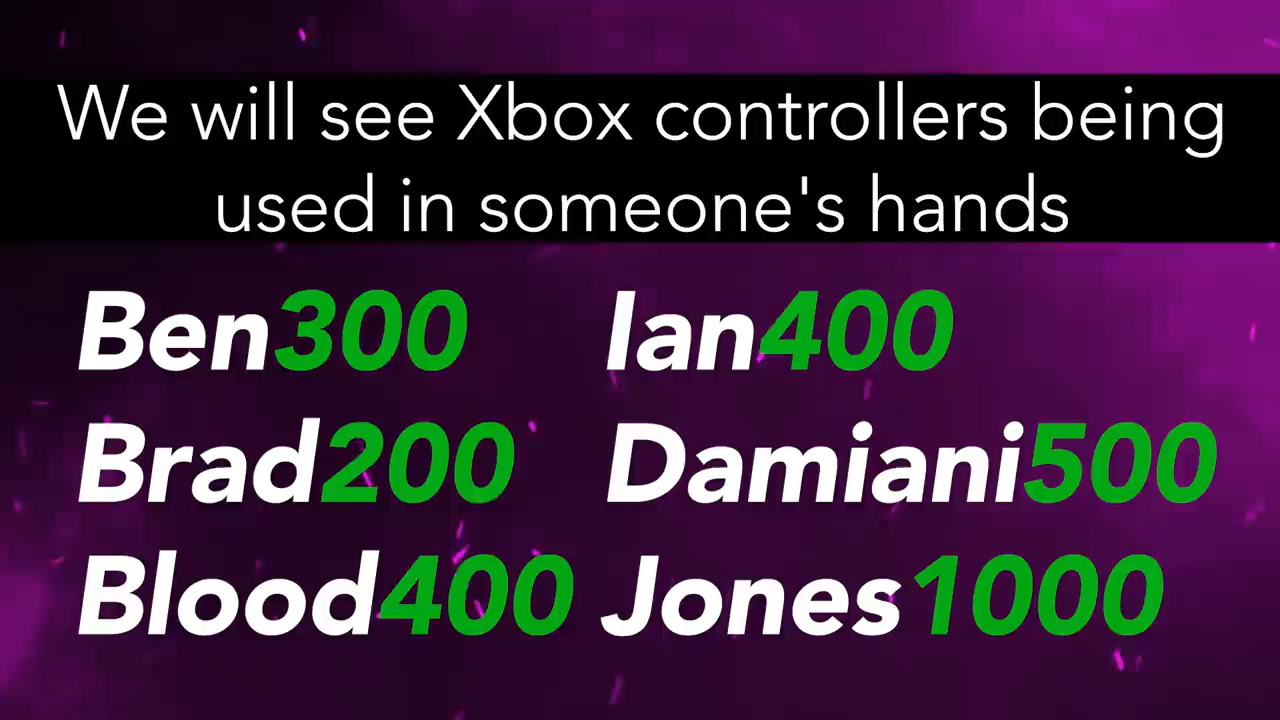 We will see Xbox controllers being
used in someone's hands
Ben300 Ian400
Brad200 Damiani500
Blood400 Jones1000